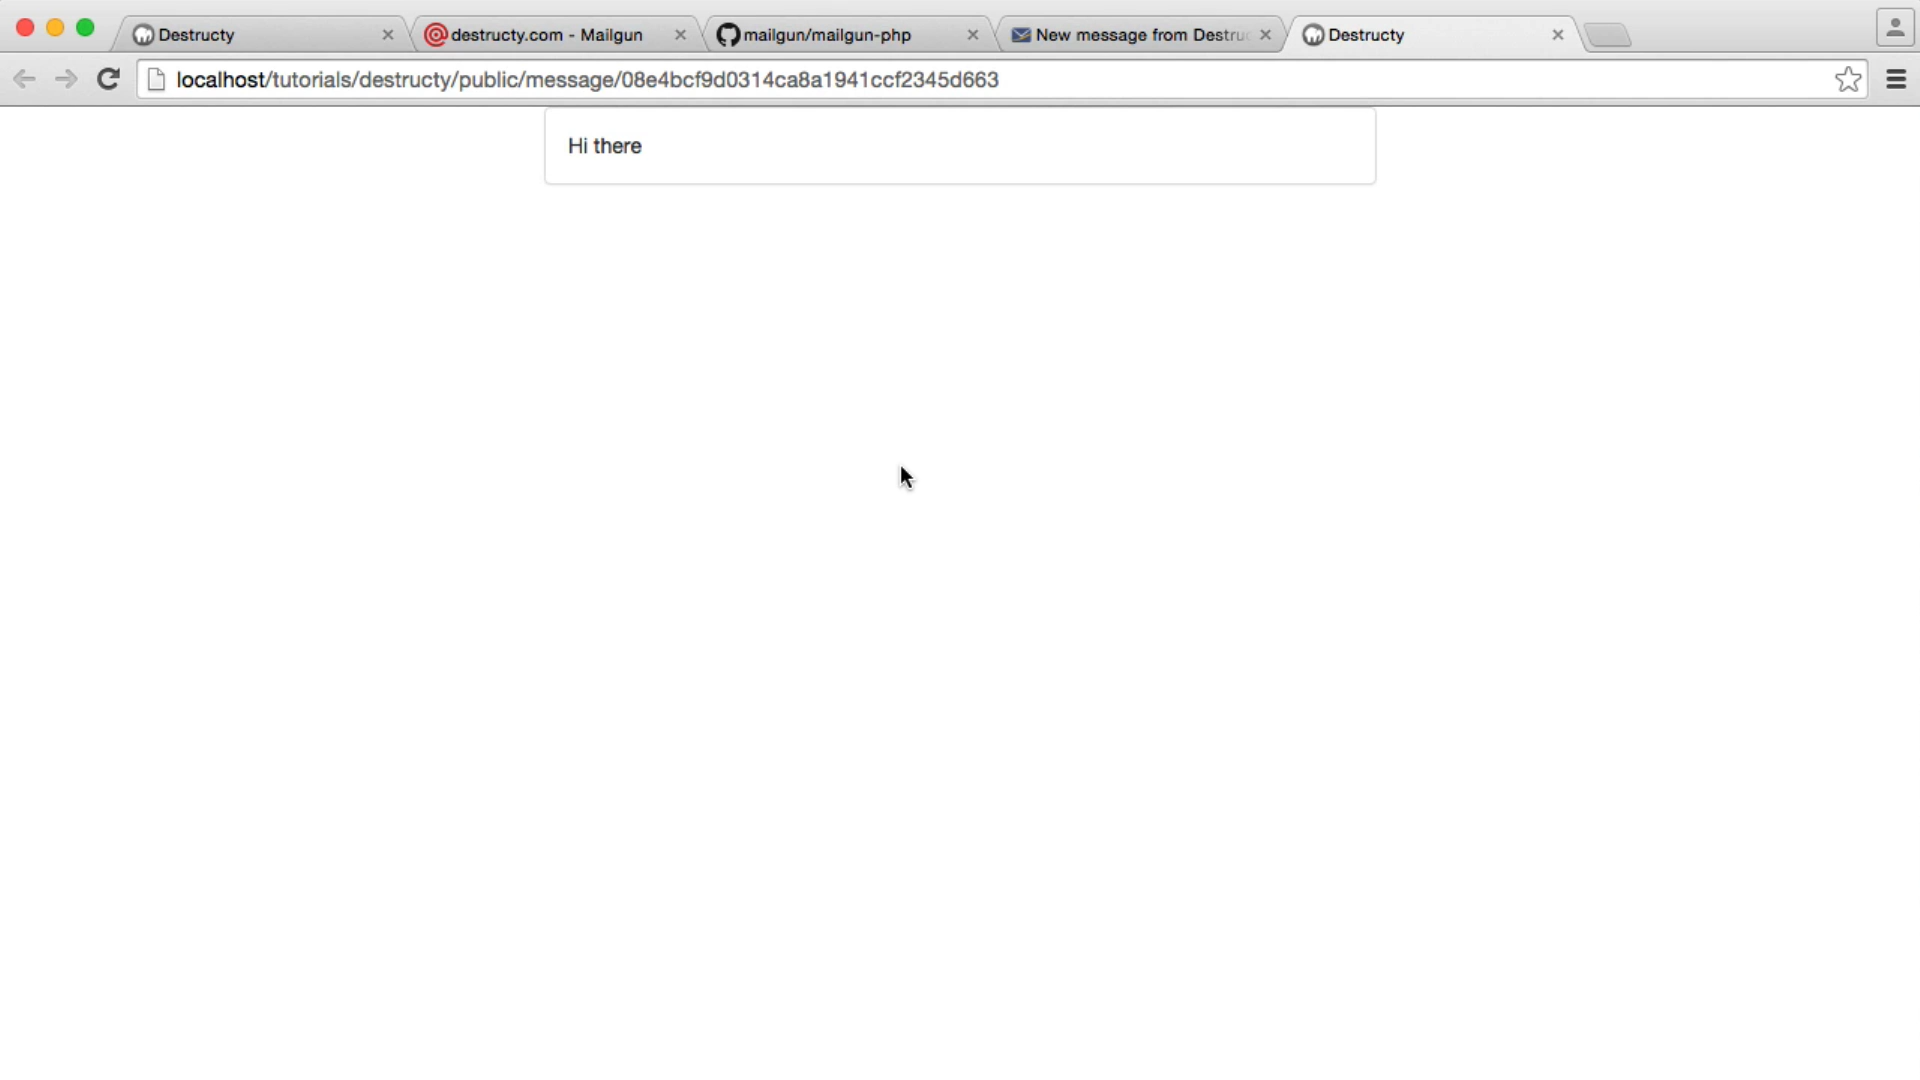 Destructy
destructy.com - Mailgun
mailgun/mailgun-php
New message from Destru
Destructy
localhost/tutorials/destructy/public/message/08e4bcf9d0314ca8a1941ccf2345d663
Hi there